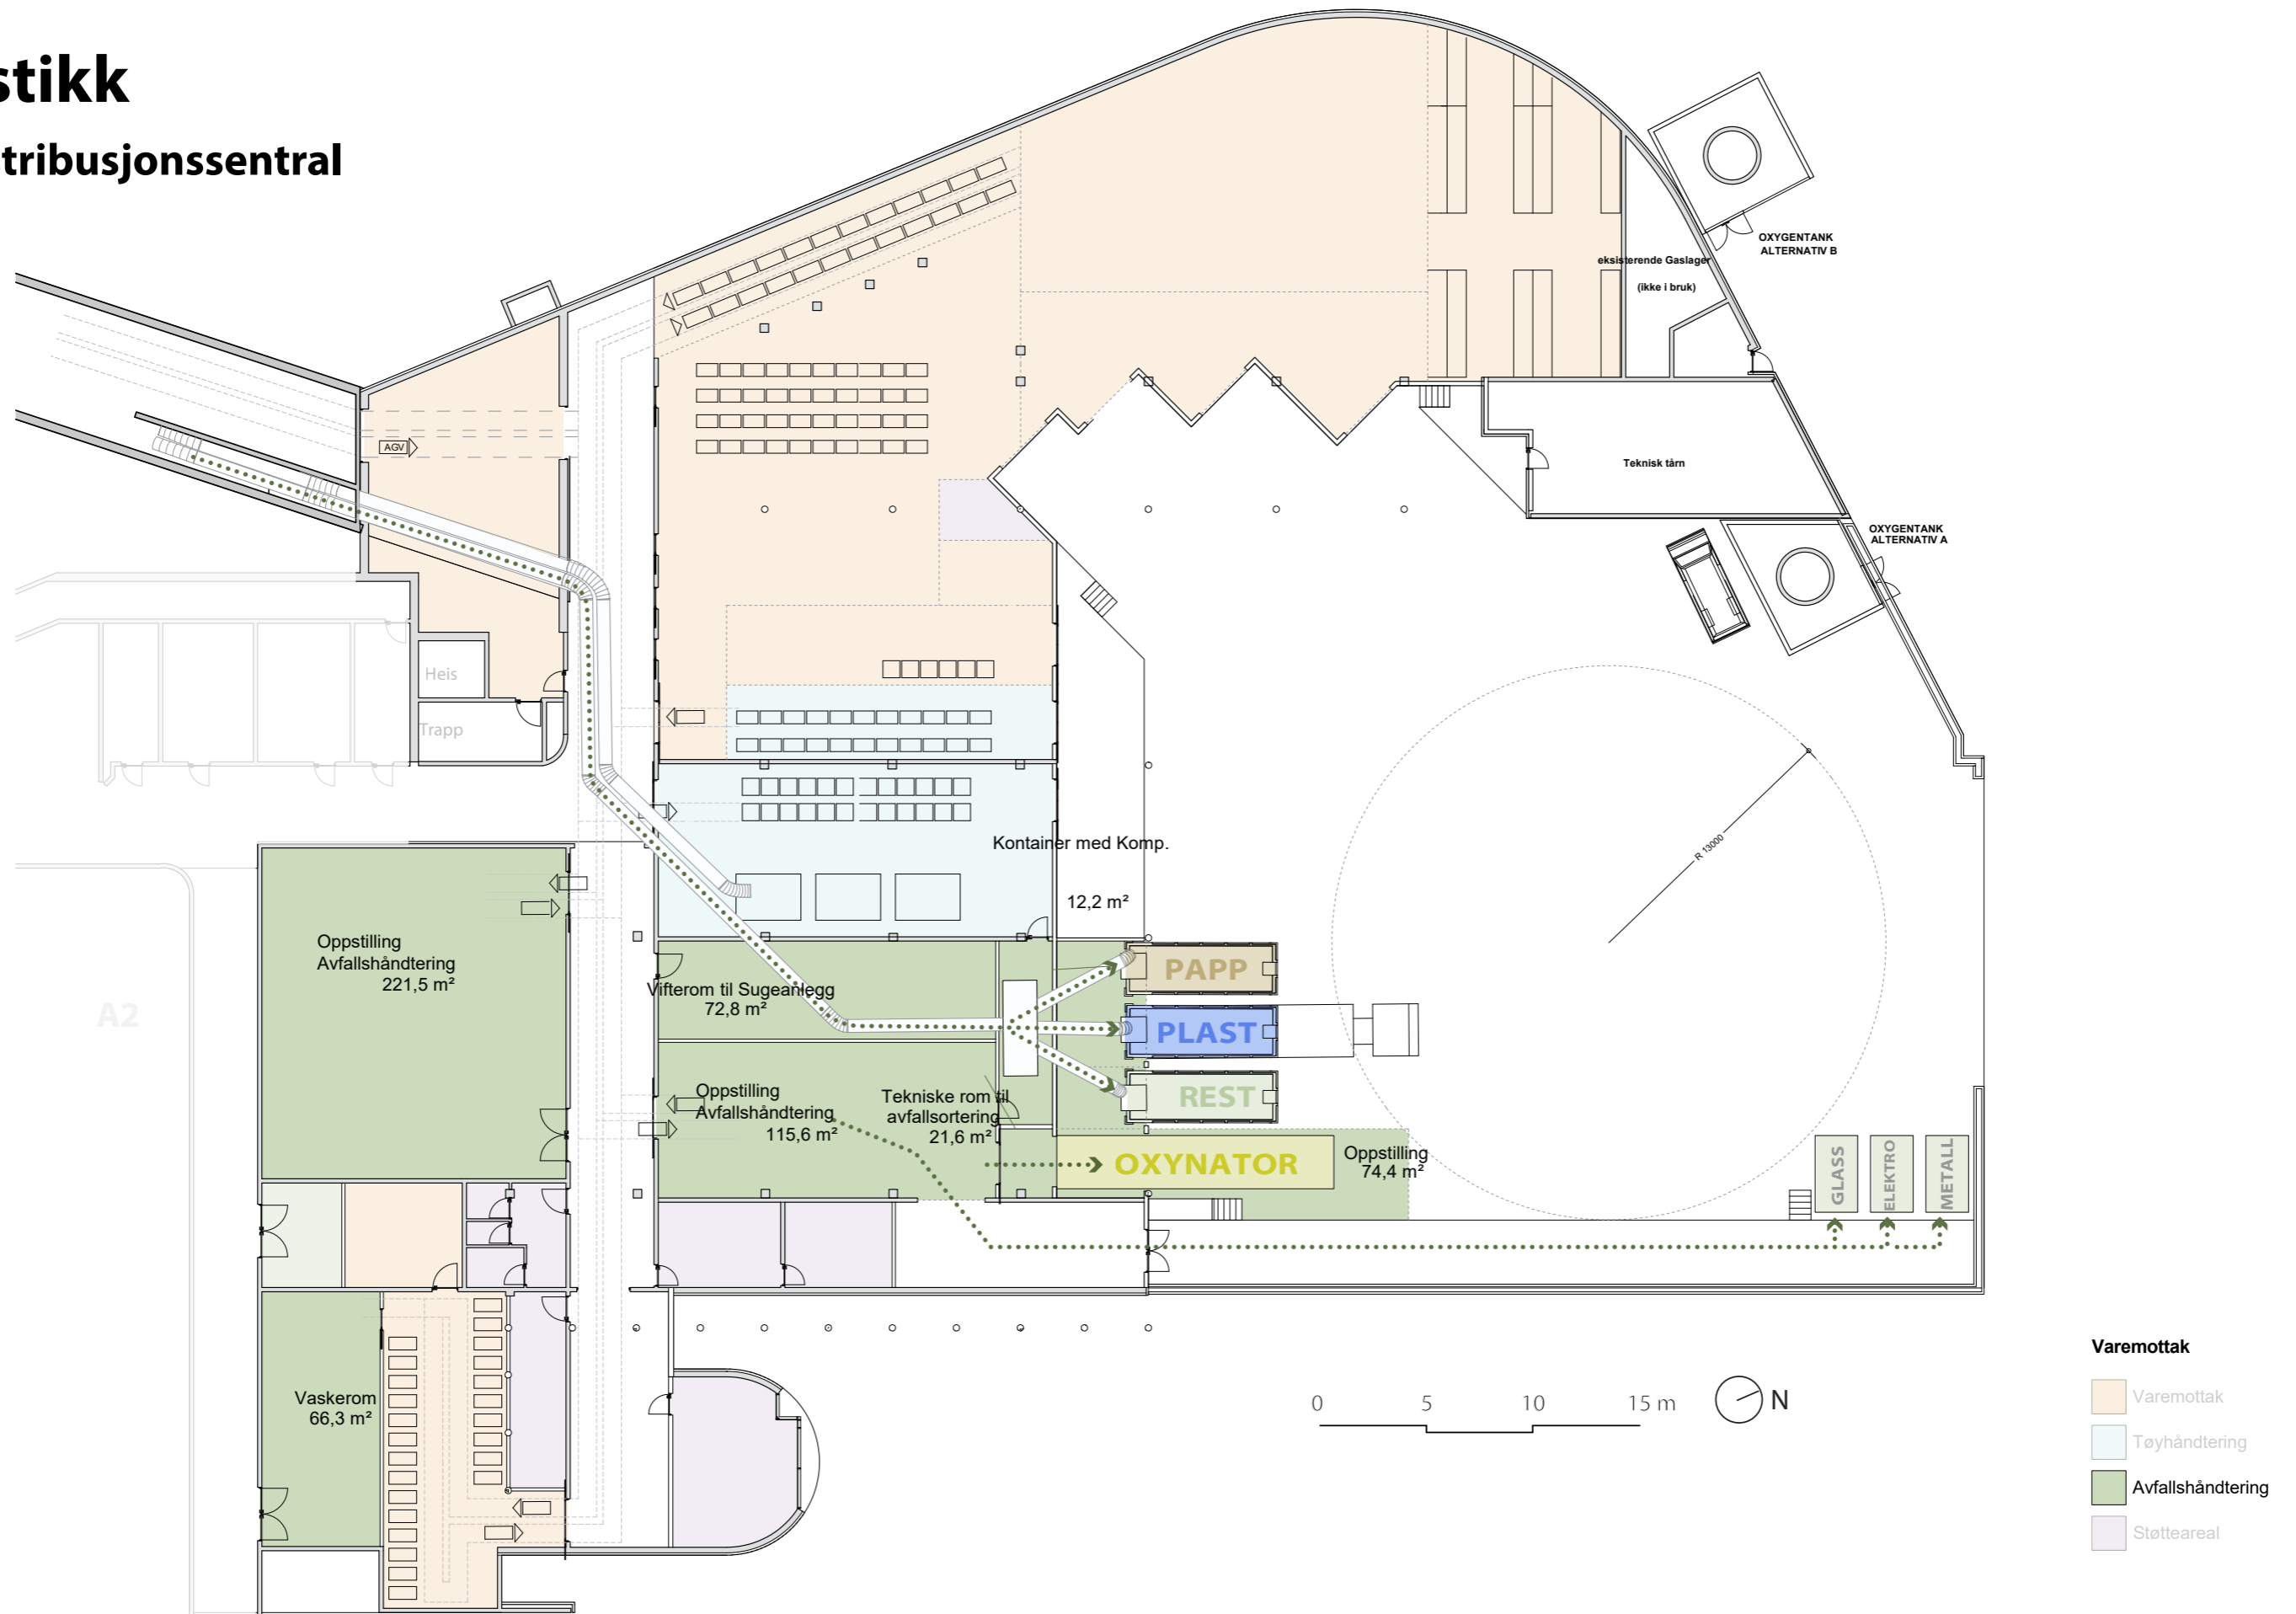 stikk
tribusjonssentral
OXYGENTANK
ALTERNATIV B
eksisterende Gaslager
(ikke i bruk)
AGV
Teknisk tårn
OXYGENTANK
ALTERNATIV A
Heis
Trapp
R 13000
Kontainer med Komp.
12,2 m²
Oppstilling
Avfallshåndtering
221,5 m²
A2
Vifterom til Sugeanlegg
72,8 m²
PAPP
PLAST
REST
Oppstilling
Avfallshåndtering
115,6 m²
Tekniske rom til
avfallsortering
21,6 m²
OXYNATOR
Oppstilling
74,4 m²
GLASS
ELEKTRO
METALL
Vaskerom
66,3 m²
0 5 10 15 m
N
Varemottak
Varemottak
Tøyhåndtering
Avfallshåndtering
Støtteareal